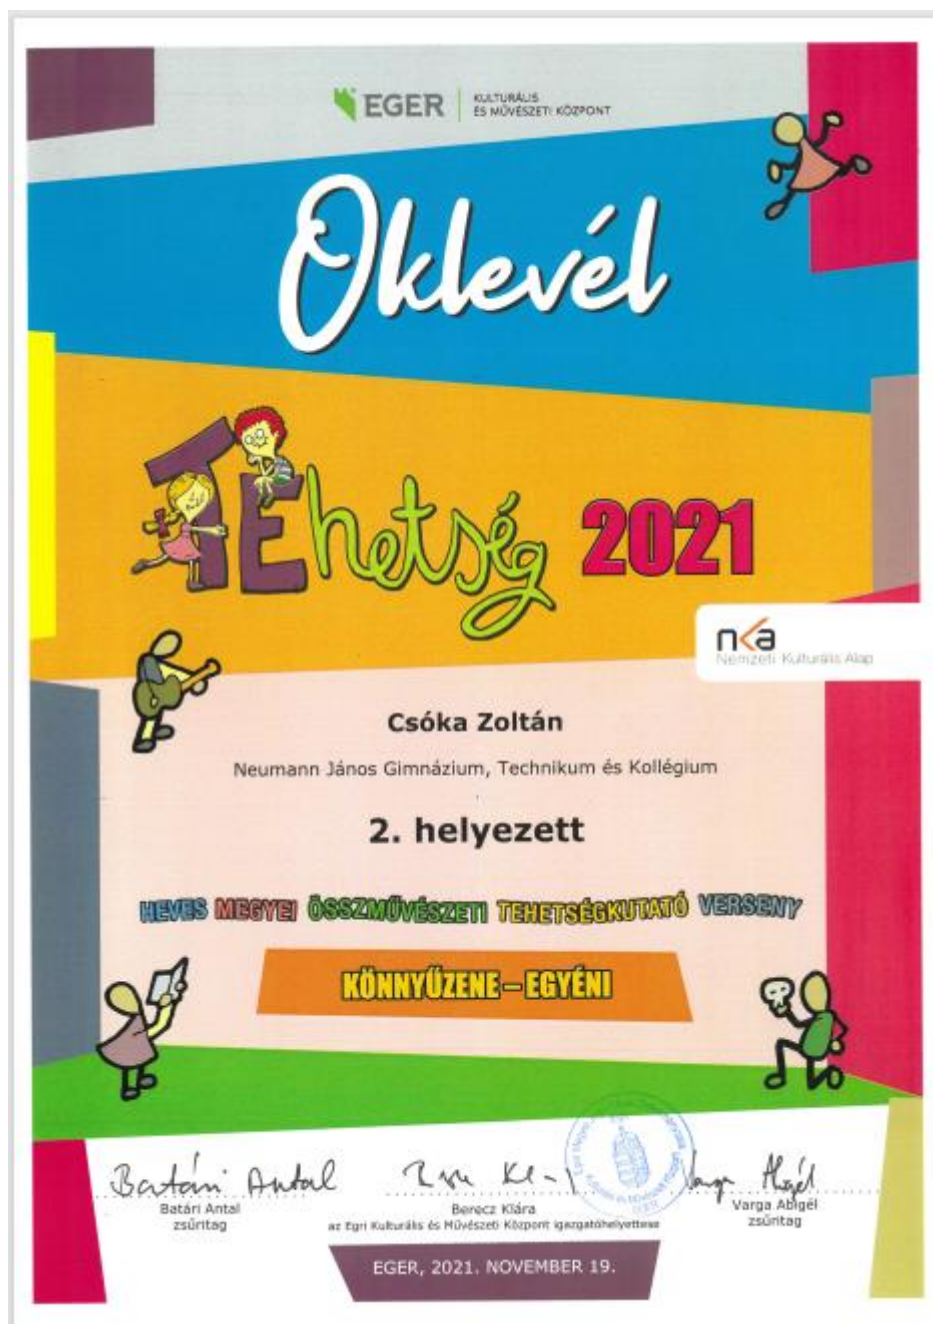 EGER
KULTURÁLIS
ÉS MŰVÉSZETI KÖZPONT
Oklevél
TEhetség 2021
nka
Nemzeti Kulturális Alap
Csóka Zoltán
Neumann János Gimnázium, Technikum és Kollégium
2. helyezett
HEVES MEGYEI ÖSSZMŰVÉSZETI TEHETSÉGKUTATÓ VERSENY
KÖNNYŰZENE – EGYÉNI
Batári Antal
Batári Antal
zsűritag
Berecz Klára
az Egri Kulturális és Művészeti Központ igazgatóhelyettese
Varga Abigél
zsűritag
EGER, 2021. NOVEMBER 19.